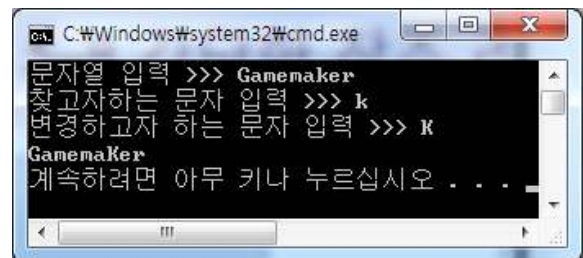 C:₩Windows₩system32₩cmd.exe
문자열 입력 >>> Gamemaker
찾고자하는 문자 입력 >>> k
변경하고자 하는 문자 입력 >>> K
GamemaKer
계속하려면 아무 키나 누르십시오 . . .